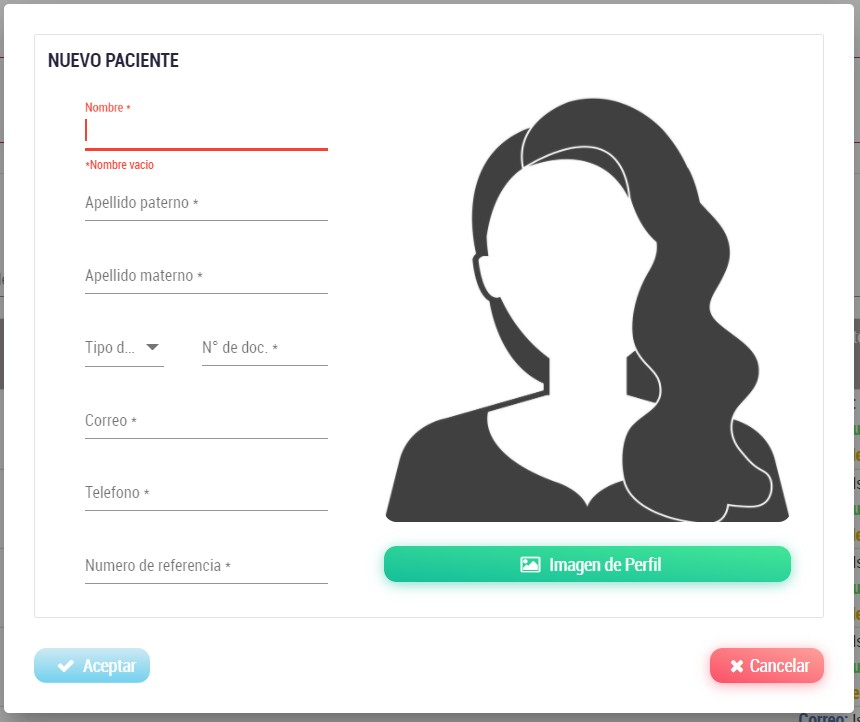 NUEVO PACIENTE
Nombre *
*Nombre vacio
Apellido paterno *
Apellido materno *
Tipo d... N° de doc. *
Correo *
Telefono *
Numero de referencia *
Imagen de Perfil
Aceptar
Cancelar
Correo: